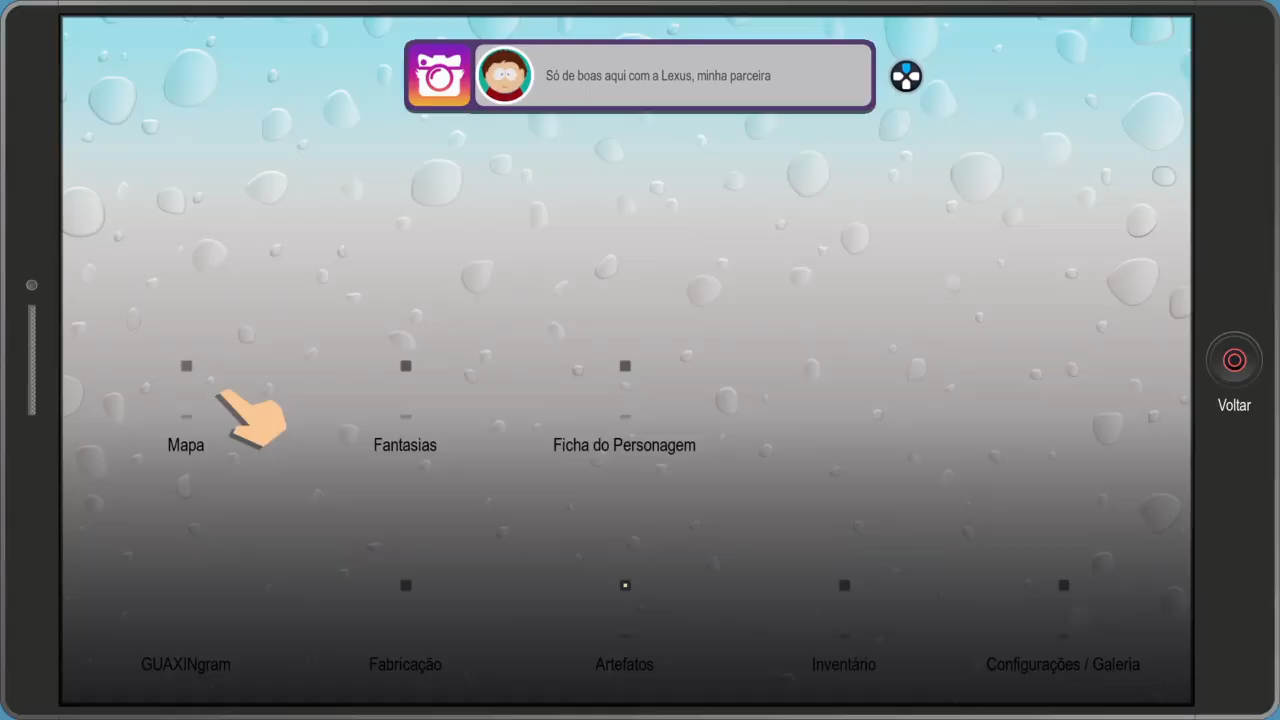 Só de boas aqui com a Lexus, minha parceira
Voltar
Mapa
Fantasias
Ficha do Personagem
GUAXINgram
Fabricação
Artefatos
Inventário
Configurações / Galeria